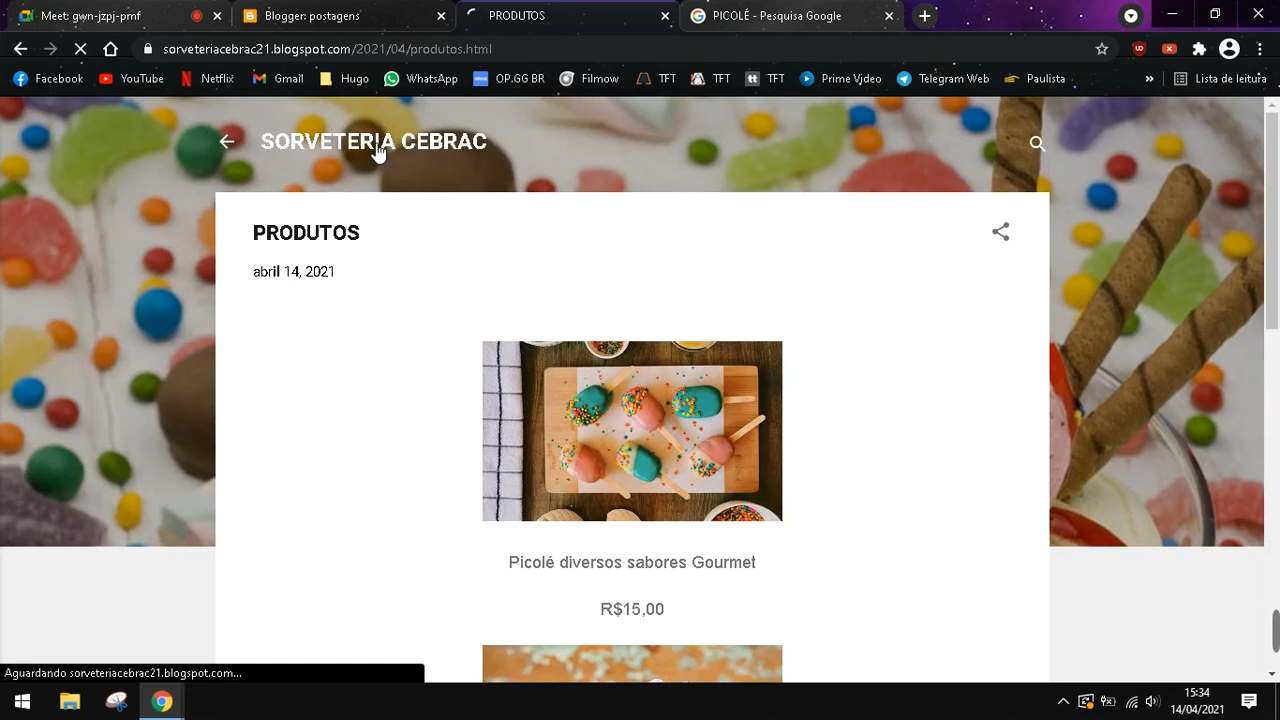 Meet: gwn-jzpj-pmf
Blogger: postagens
PRODUTOS
PICOLÉ - Pesquisa Google
sorveteriacebrac21.blogspot.com/2021/04/produtos.html
Facebook
YouTube
Netflix
Gmail
Hugo
WhatsApp
OP.GG BR
Filmow
TFT
TFT
TFT
Prime Video
Telegram Web
Paulista
»
Lista de leitura
SORVETERIA CEBRAC
PRODUTOS
abril 14, 2021
Picolé diversos sabores Gourmet
R$15,00
Aguardando sorveteriacebrac21.blogspot.com...
15:34
14/04/2021